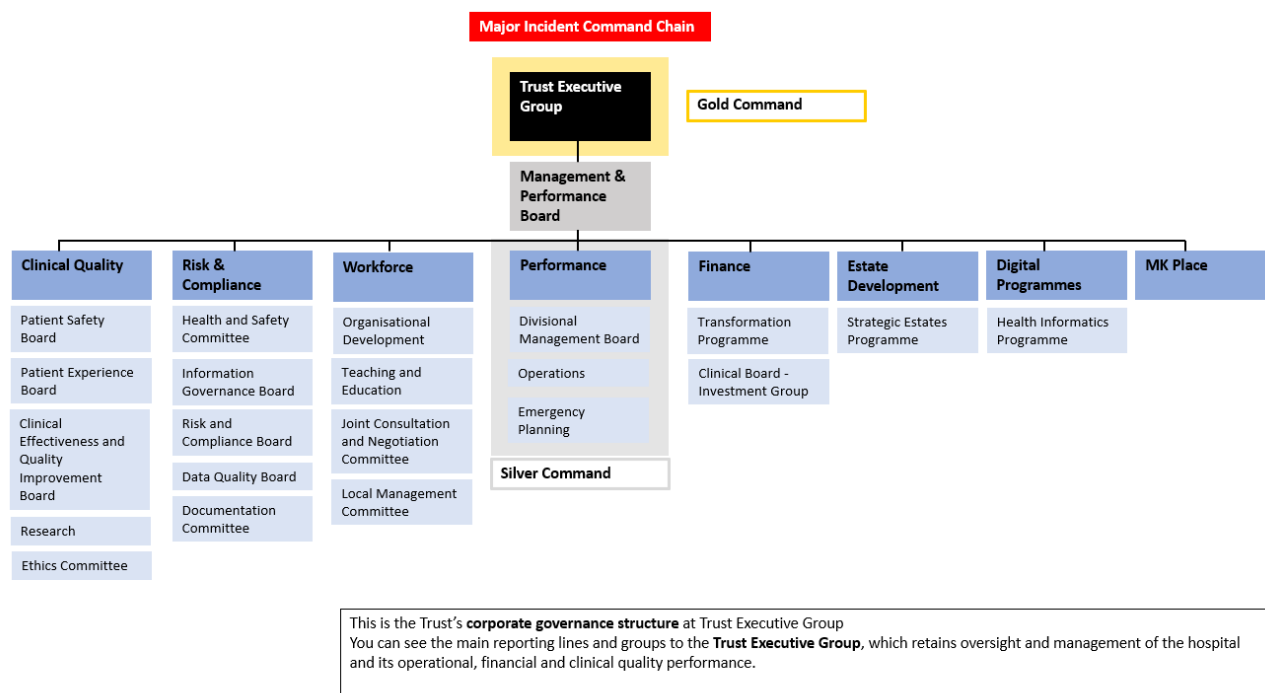 Major Incident Command Chain
Trust Executive
Group
Gold Command
Management &
Performance
Board
Clinical Quality
Patient Safety
Board
Patient Experience
Board
Clinical
Effectiveness and
Quality
Improvement
Board
Research
Ethics Committee
Risk &
Compliance
Health and Safety
Committee
Information
Governance Board
Risk and
Compliance Board
Data Quality Board
Documentation
Committee
Workforce
Organisational
Development
Teaching and
Education
Joint Consultation
and Negotiation
Committee
Local Management
Committee
Performance
Divisional
Management Board
Operations
Emergency
Planning
Silver Command
Finance
Transformation
Programme
Clinical Board -
Investment Group
Estate
Development
Strategic Estates
Programme
Digital
Programmes
Health Informatics
Programme
MK Place
This is the Trust’s corporate governance structure at Trust Executive Group
You can see the main reporting lines and groups to the Trust Executive Group, which retains oversight and management of the hospital
and its operational, financial and clinical quality performance.